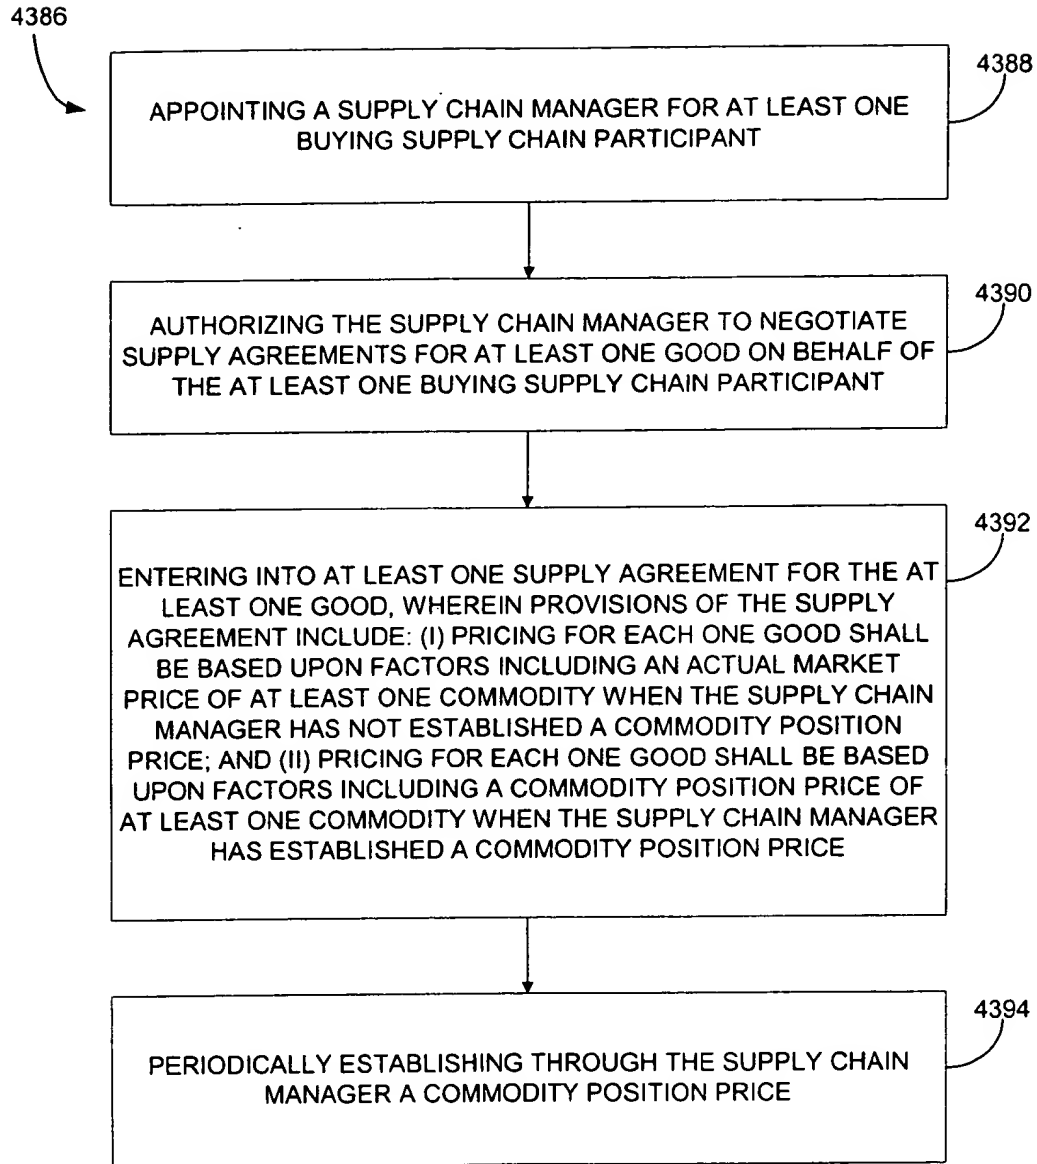 4386
4388
APPOINTING A SUPPLY CHAIN MANAGER FOR AT LEAST ONE
BUYING SUPPLY CHAIN PARTICIPANT
4390
AUTHORIZING THE SUPPLY CHAIN MANAGER TO NEGOTIATE
SUPPLY AGREEMENTS FOR AT LEAST ONE GOOD ON BEHALF OF
THE AT LEAST ONE BUYING SUPPLY CHAIN PARTICIPANT
4392
ENTERING INTO AT LEAST ONE SUPPLY AGREEMENT FOR THE AT
LEAST ONE GOOD, WHEREIN PROVISIONS OF THE SUPPLY
AGREEMENT INCLUDE: (I) PRICING FOR EACH ONE GOOD SHALL
BE BASED UPON FACTORS INCLUDING AN ACTUAL MARKET
PRICE OF AT LEAST ONE COMMODITY WHEN THE SUPPLY CHAIN
MANAGER HAS NOT ESTABLISHED A COMMODITY POSITION
PRICE; AND (II) PRICING FOR EACH ONE GOOD SHALL BE BASED
UPON FACTORS INCLUDING A COMMODITY POSITION PRICE OF
AT LEAST ONE COMMODITY WHEN THE SUPPLY CHAIN MANAGER
HAS ESTABLISHED A COMMODITY POSITION PRICE
4394
PERIODICALLY ESTABLISHING THROUGH THE SUPPLY CHAIN
MANAGER A COMMODITY POSITION PRICE